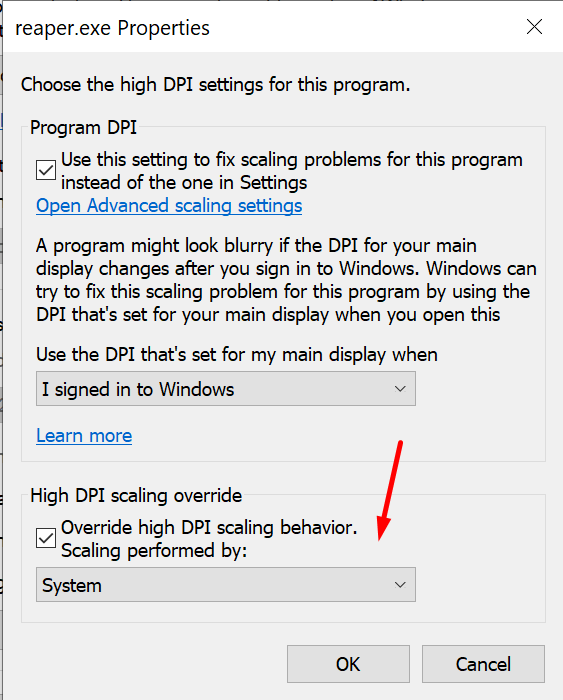 reaper.exe Properties
Choose the high DPI settings for this program.
Program DPI
Use this setting to fix scaling problems for this program
instead of the one in Settings
Open Advanced scaling settings
A program might look blurry if the DPI for your main
display changes after you sign in to Windows. Windows can
try to fix this scaling problem for this program by using the
DPI that's set for your main display when you open this
Use the DPI that's set for my main display when
I signed in to Windows
Learn more
High DPI scaling override
Override high DPI scaling behavior.
Scaling performed by:
System
OK
Cancel